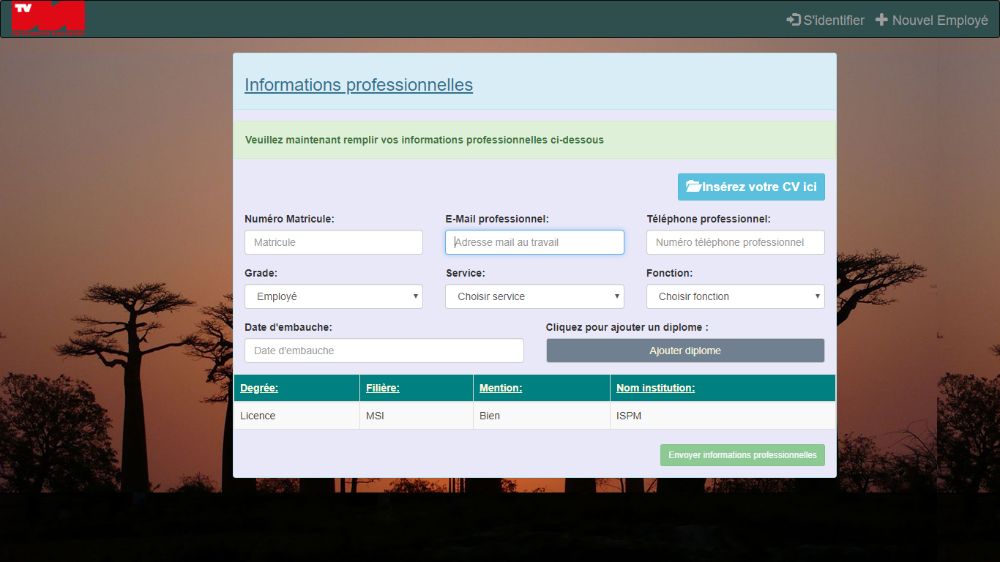 TV
S'identifier Nouvel Employé
Informations professionnelles
Veuillez maintenant remplir vos informations professionnelles ci-dessous
Insérez votre CV ici
Numéro Matricule: E-Mail professionnel: Téléphone professionnel:
Matricule Adresse mail au travail Numéro téléphone professionnel
Grade: Service: Fonction:
Employé Choisir service Choisir fonction
Date d'embauche: Cliquez pour ajouter un diplome :
Date d'embauche Ajouter diplome
Degrée: Filière: Mention: Nom institution:
Licence MSI Bien ISPM
Envoyer informations professionnelles